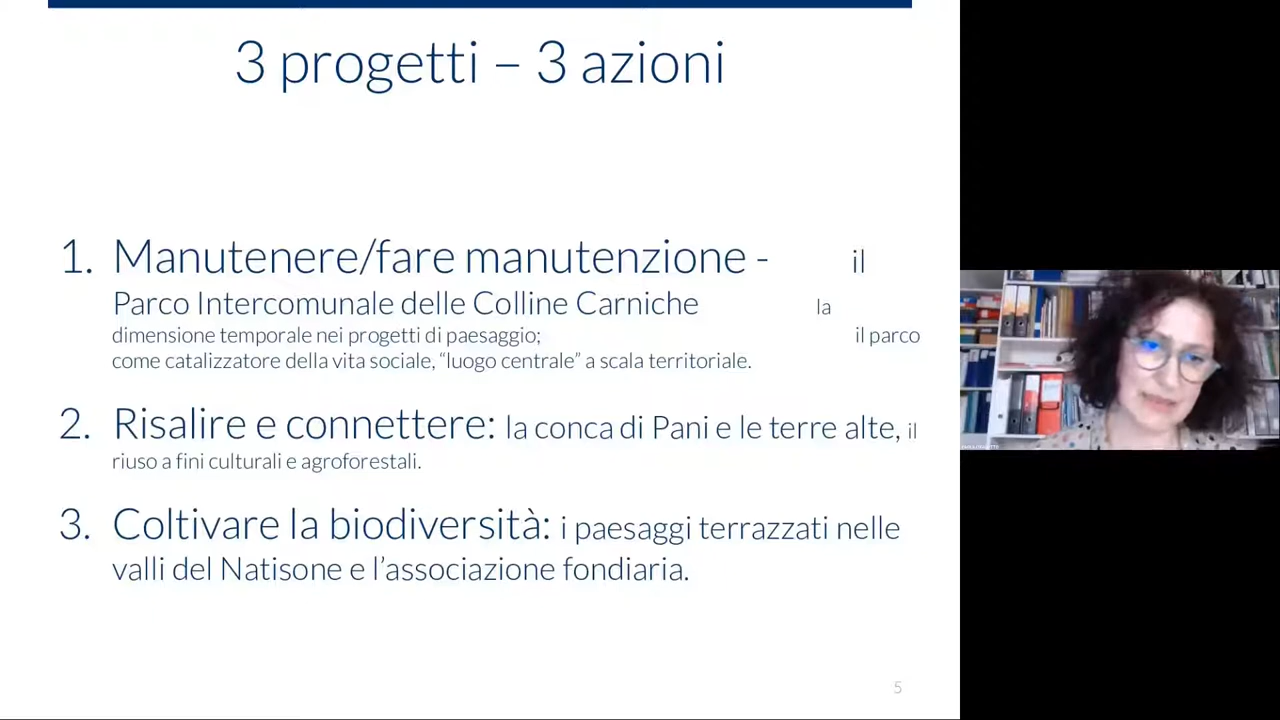 3 progetti – 3 azioni
1. Manutenere/fare manutenzione - il
Parco Intercomunale delle Colline Carniche la
dimensione temporale nei progetti di paesaggio; il parco
come catalizzatore della vita sociale, “luogo centrale” a scala territoriale.
2. Risalire e connettere: la conca di Pani e le terre alte, il
riuso a fini culturali e agroforestali.
3. Coltivare la biodiversità: i paesaggi terrazzati nelle
valli del Natisone e l’associazione fondiaria.
5